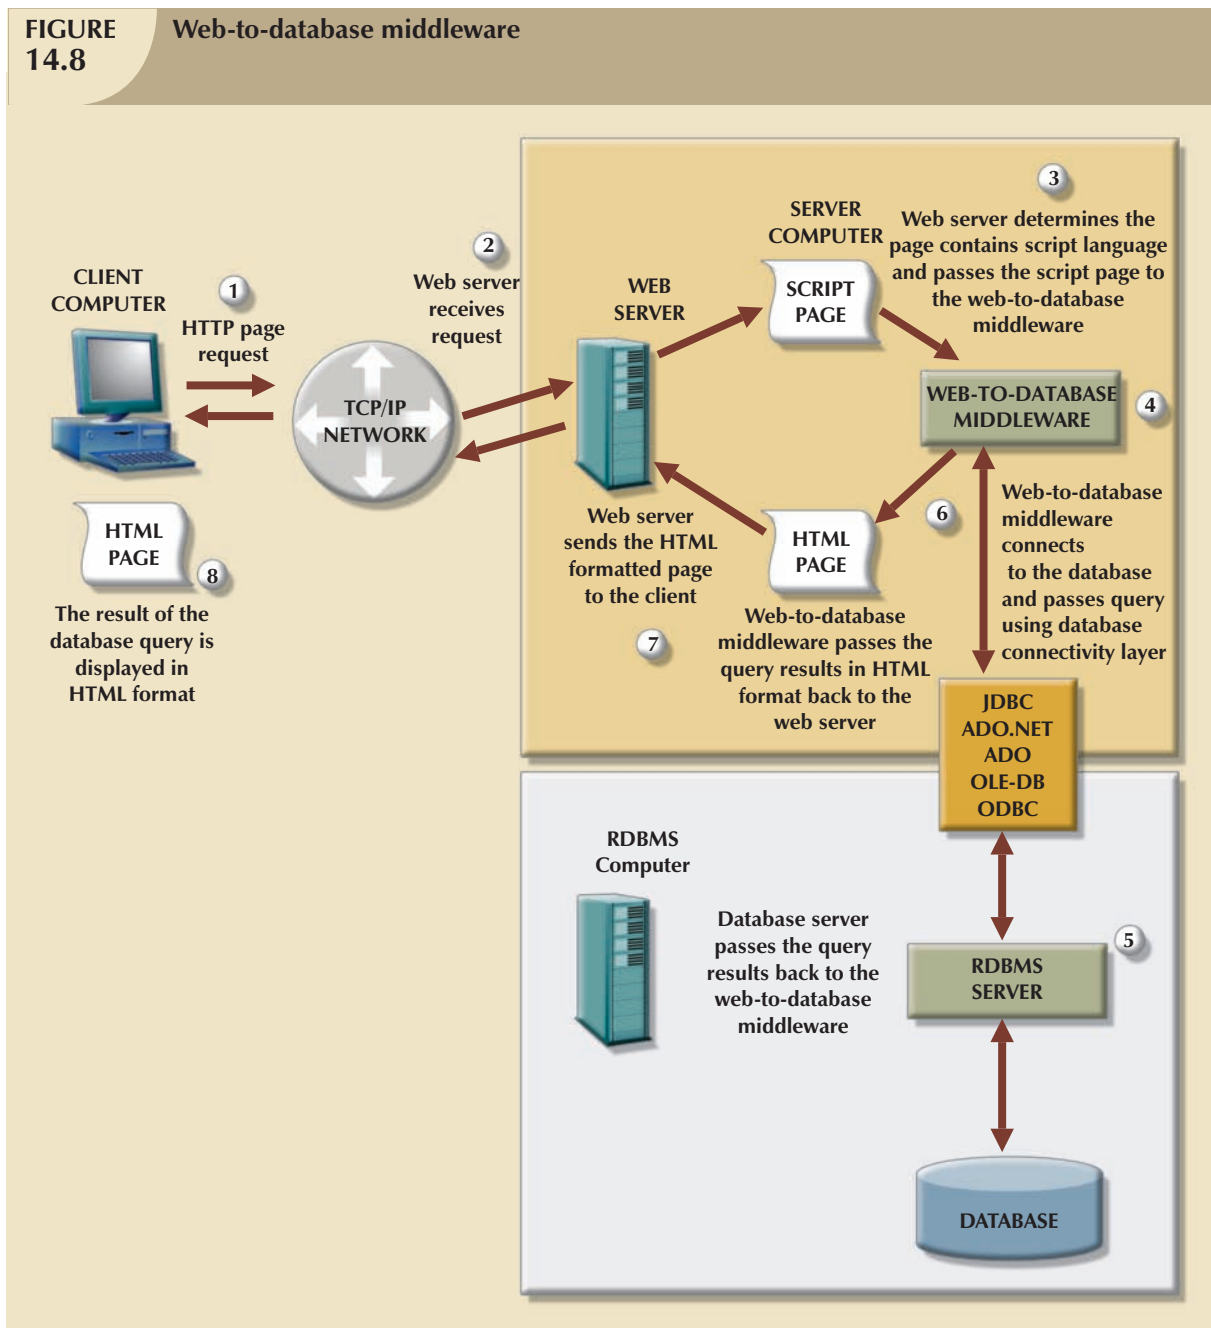 FIGURE
14.8
Web-to-database middleware
CLIENT
COMPUTER
1
HTTP page
request
TCP/IP
NETWORK
2
Web server
receives
request
WEB
SERVER
SERVER
COMPUTER
SCRIPT
PAGE
3
Web server determines the
page contains script language
and passes the script page to
the web-to-database
middleware
WEB-TO-DATABASE
MIDDLEWARE
4
Web-to-database
middleware
connects
to the database
and passes query
using database
connectivity layer
JDBC
ADO.NET
ADO
OLE-DB
ODBC
RDBMS
Computer
Database server
passes the query
results back to the
web-to-database
middleware
5
RDBMS
SERVER
DATABASE
6
HTML
PAGE
Web-to-database
middleware passes the
query results in HTML
format back to the
web server
Web server
sends the HTML
formatted page
to the client
7
HTML
PAGE
8
The result of the
database query is
displayed in
HTML format